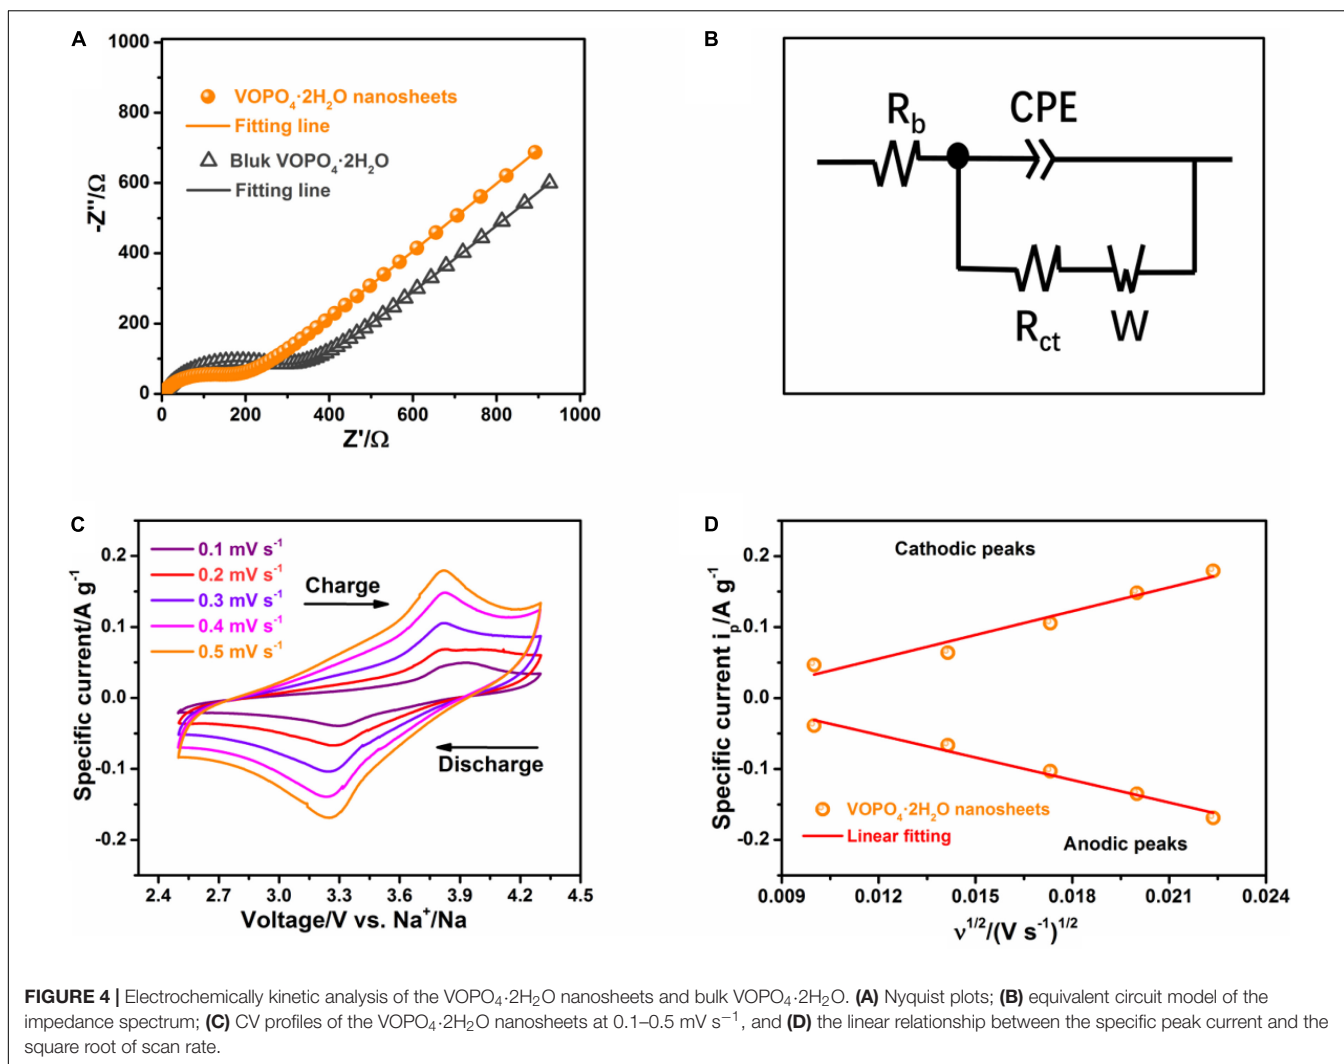 A
-1000
800
600
400
200
0
-Z''/Ω
VOPO₄·2H₂O nanosheets
Fitting line
Bluk VOPO₄·2H₂O
Fitting line
0 200 400 600 800 1000
Z'/Ω
B
R_b
CPE
R_ct
W
C
0.2
0.1
0.0
-0.1
-0.2
Specific current/A g⁻¹
0.1 mV s⁻¹
0.2 mV s⁻¹
0.3 mV s⁻¹
0.4 mV s⁻¹
0.5 mV s⁻¹
Charge
Discharge
2.4 2.7 3.0 3.3 3.6 3.9 4.2 4.5
Voltage/V vs. Na⁺/Na
D
0.2
0.1
0.0
-0.1
-0.2
Specific current iₚ/A g⁻¹
Cathodic peaks
VOPO₄·2H₂O nanosheets
Linear fitting
Anodic peaks
0.009 0.012 0.015 0.018 0.021 0.024
ν¹ᐟ²/(V s⁻¹)¹ᐟ²
FIGURE 4 | Electrochemically kinetic analysis of the VOPO₄·2H₂O nanosheets and bulk VOPO₄·2H₂O. (A) Nyquist plots; (B) equivalent circuit model of the
impedance spectrum; (C) CV profiles of the VOPO₄·2H₂O nanosheets at 0.1–0.5 mV s⁻¹, and (D) the linear relationship between the specific peak current and the
square root of scan rate.